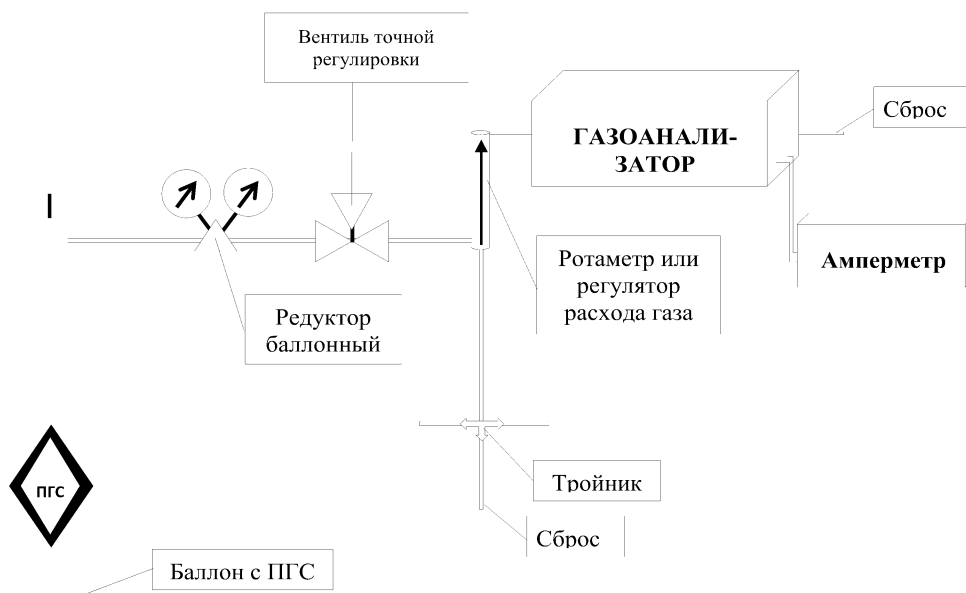 Вентиль точной
регулировки
Сброс
ГАЗОАНАЛИ-
ЗАТОР
Ротаметр или
регулятор
расхода газа
Амперметр
Редуктор
баллонный
Тройник
ПГС
Сброс
Баллон с ПГС